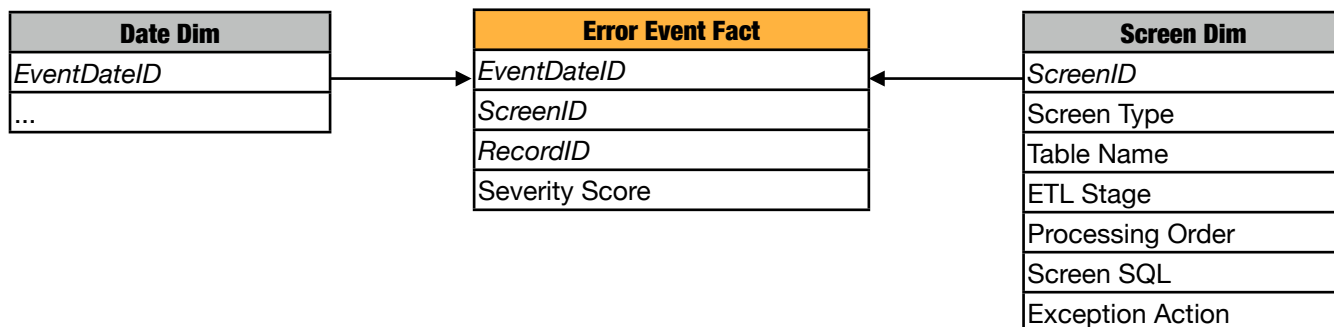 Date Dim
EventDateID
...
Error Event Fact
EventDateID
ScreenID
RecordID
Severity Score
Screen Dim
ScreenID
Screen Type
Table Name
ETL Stage
Processing Order
Screen SQL
Exception Action